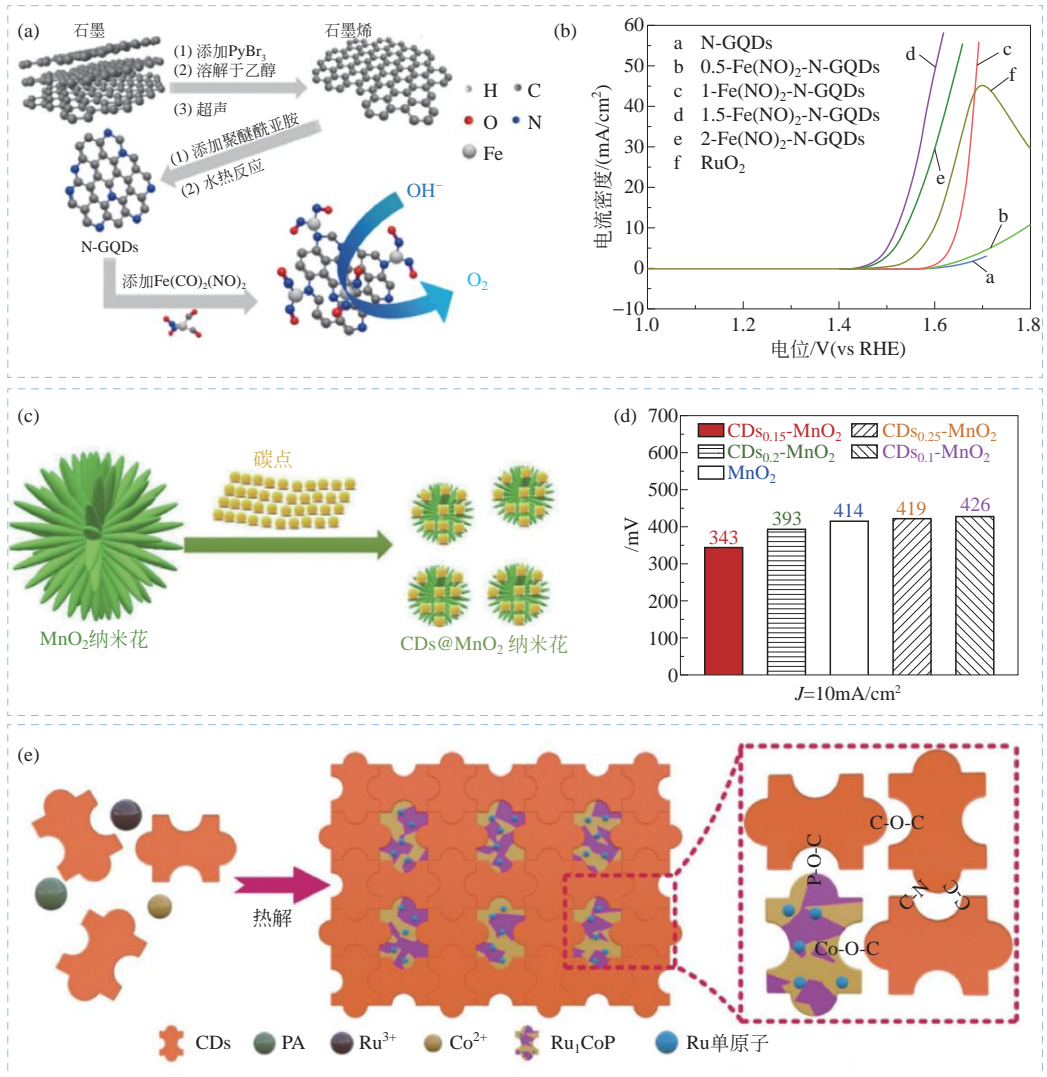 (a)
石墨
(1) 添加PyBr₃
(2) 溶解于乙醇
(3) 超声
石墨烯
H
C
O
N
Fe
(1) 添加聚醚酰亚胺
(2) 水热反应
N-GQDs
添加Fe(CO)₂(NO)₂
OH⁻
O₂
(b)
60
50
40
30
20
10
0
−10
电流密度/(mA/cm²)
a N-GQDs
b 0.5-Fe(NO)₂-N-GQDs
c 1-Fe(NO)₂-N-GQDs
d 1.5-Fe(NO)₂-N-GQDs
e 2-Fe(NO)₂-N-GQDs
f RuO₂
d
c
f
e
b
a
1.0
1.2
1.4
1.6
1.8
电位/V(vs RHE)
(c)
碳点
MnO₂纳米花
CDs@MnO₂ 纳米花
(d)
700
600
500
400
300
200
100
0
/mV
CDs₀.₁₅-MnO₂
CDs₀.₂₅-MnO₂
CDs₀.₂-MnO₂
CDs₀.₁-MnO₂
MnO₂
343
393
414
419
426
J=10mA/cm²
(e)
热解
C-O-C
P-O-C
C-N
C-O
Co-O-C
CDs
PA
Ru³⁺
Co²⁺
Ru₁CoP
Ru单原子